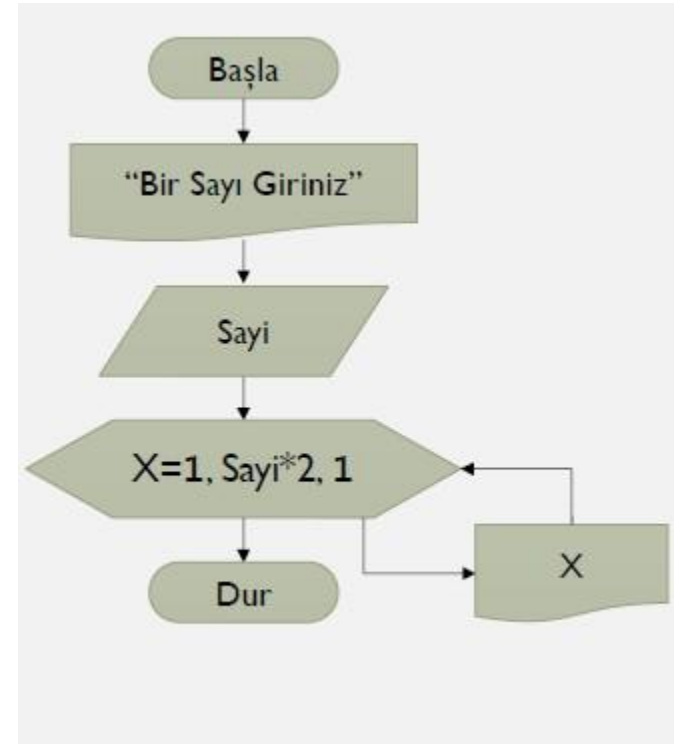 Başla
“Bir Sayı Giriniz”
Sayi
X=1, Sayi*2, 1
X
Dur